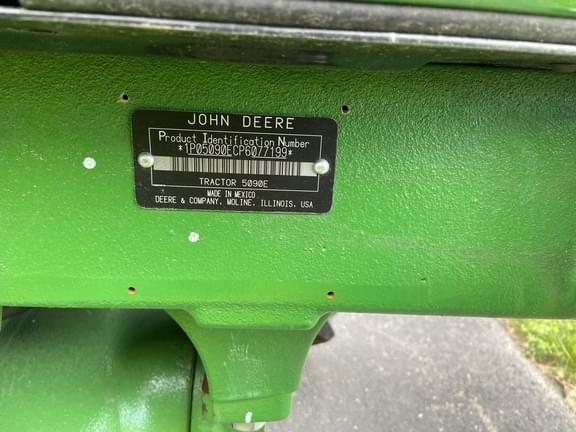 JOHN DEERE
Product Identification Number
*1P05090ECP6077199*
TRACTOR 5090E
MADE IN MEXICO
DEERE & COMPANY, MOLINE, ILLINOIS, USA